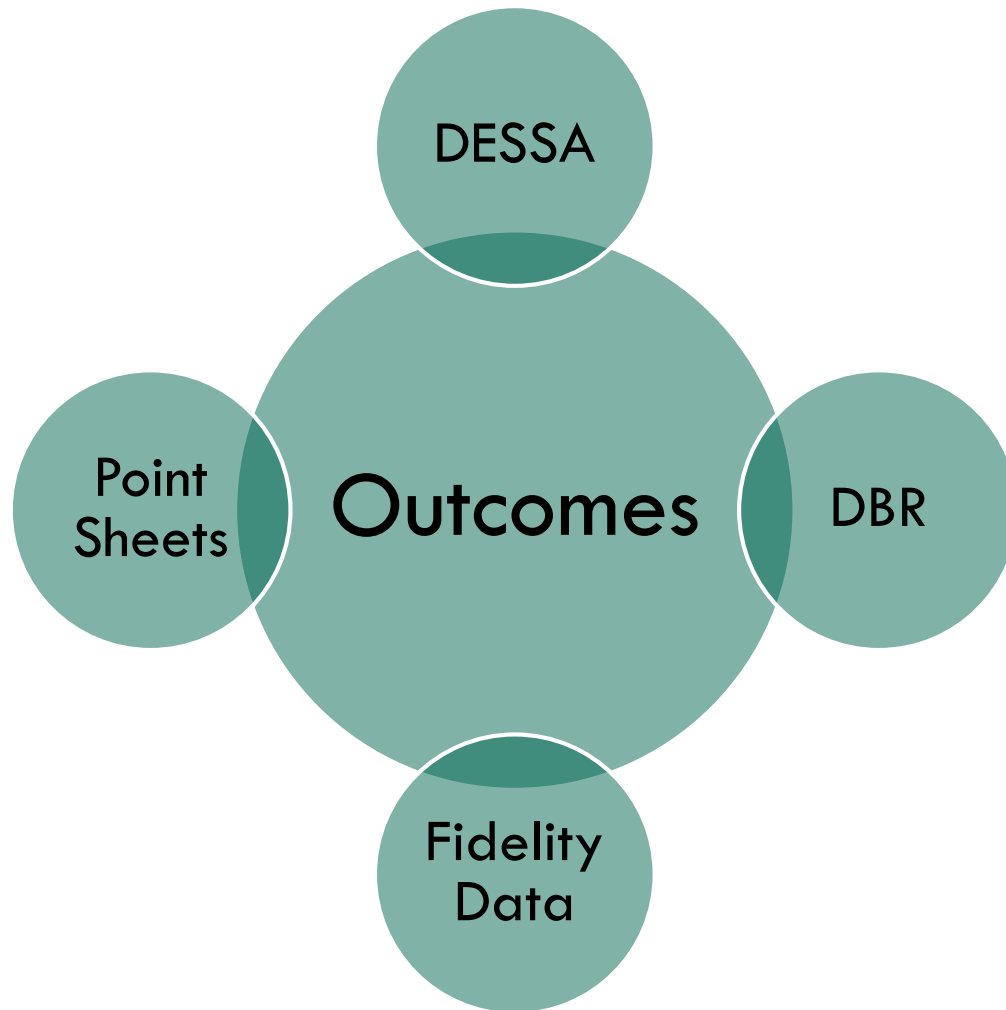 DESSA
Point
Sheets
Outcomes
DBR
Fidelity
Data